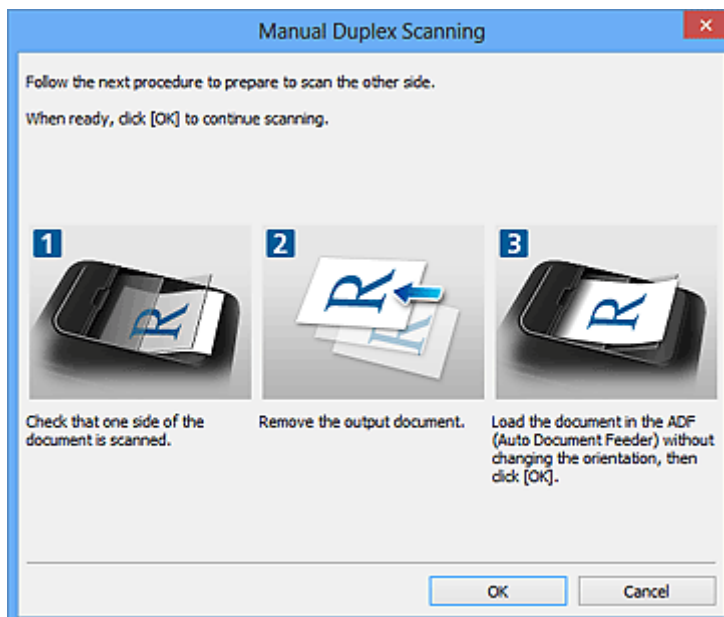 Manual Duplex Scanning
Follow the next procedure to prepare to scan the other side.
When ready, click [OK] to continue scanning.
1
R
2
R
R
3
R
Check that one side of the
document is scanned.
Remove the output document.
Load the document in the ADF
(Auto Document Feeder) without
changing the orientation, then
click [OK].
OK
Cancel